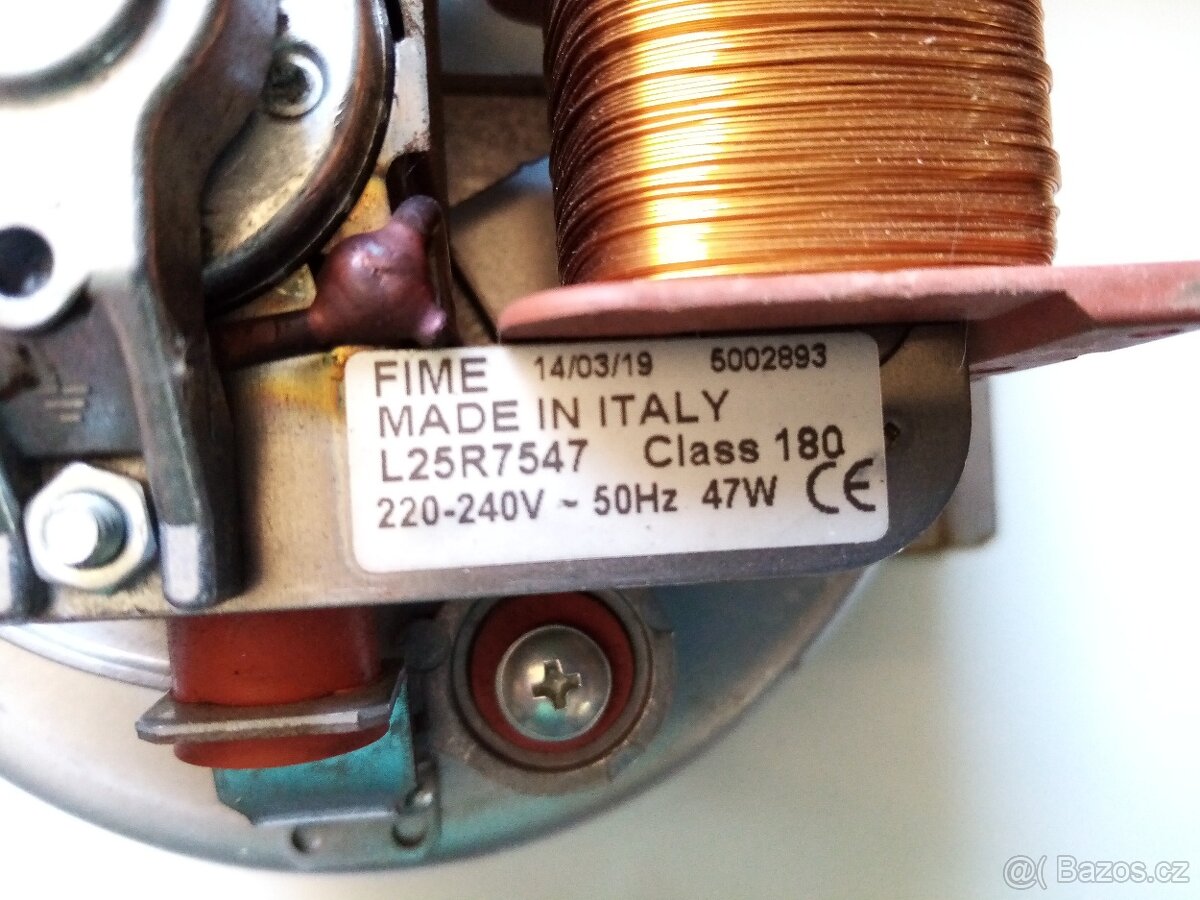 FIME 14/03/19 5002893
MADE IN ITALY
L25R7547 Class 180
220-240V ~ 50Hz 47W CE
@( Bazos.cz